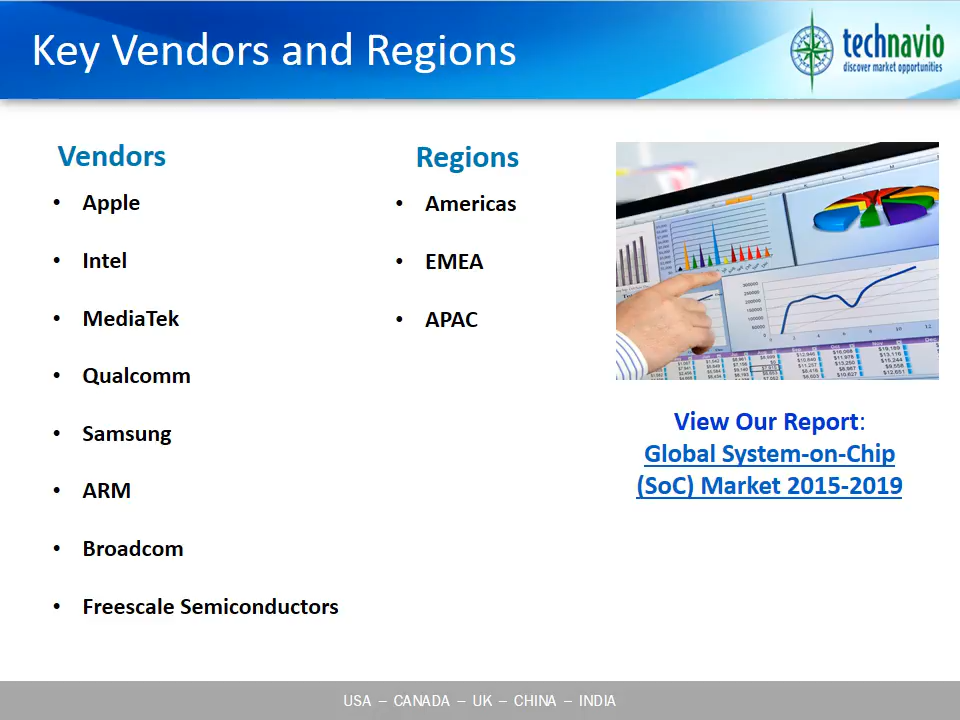 Key Vendors and Regions
technavio
discover market opportunities
Vendors
• Apple
• Intel
• MediaTek
• Qualcomm
• Samsung
• ARM
• Broadcom
• Freescale Semiconductors
Regions
• Americas
• EMEA
• APAC
View Our Report:
Global System-on-Chip
(SoC) Market 2015-2019
USA – CANADA – UK – CHINA – INDIA